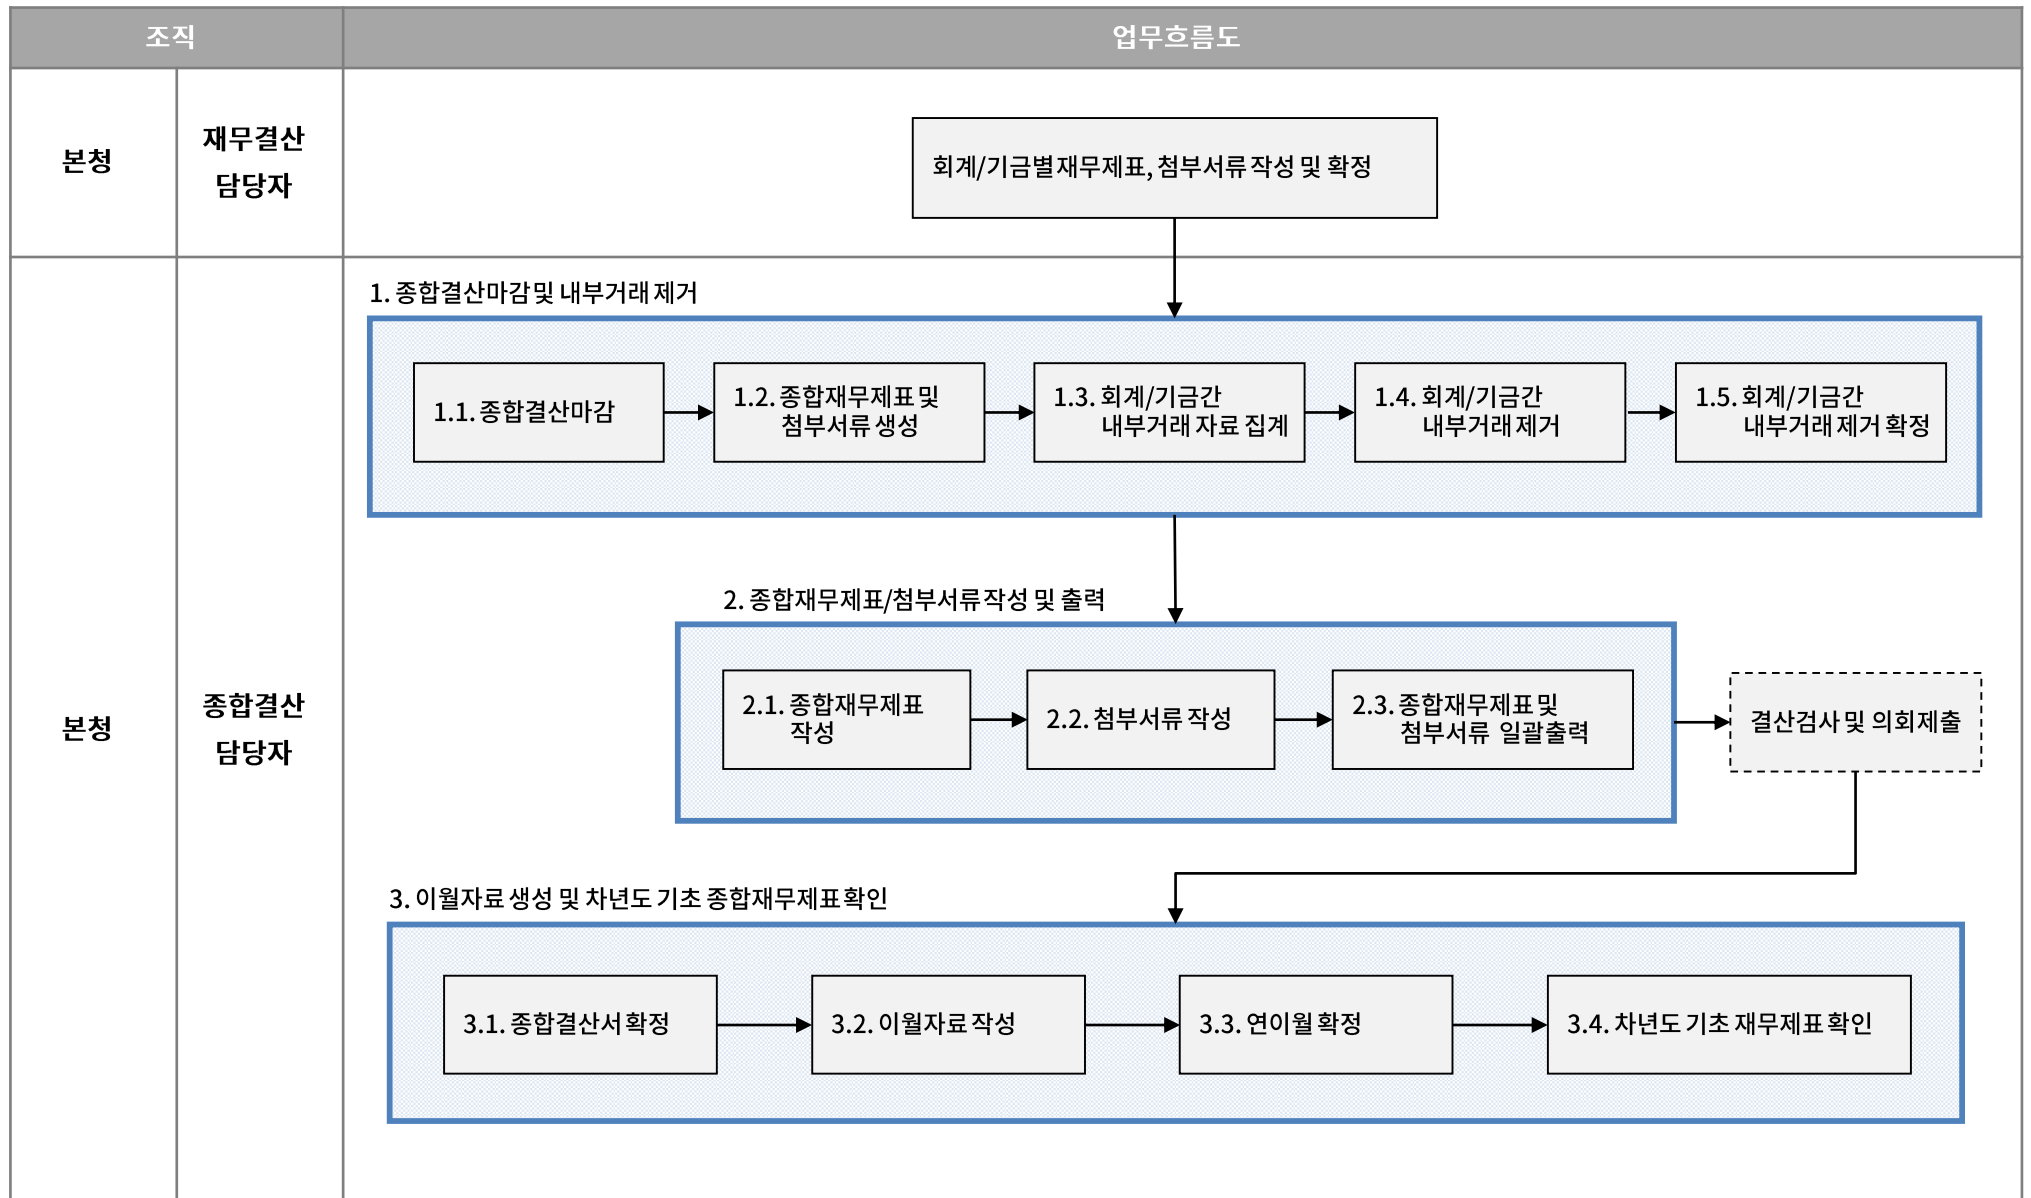 조직
업무흐름도
본청
재무결산
담당자
회계/기금별 재무제표, 첨부서류 작성 및 확정
본청
종합결산
담당자
1. 종합결산마감 및 내부거래 제거
1.1. 종합결산마감
1.2. 종합재무제표 및
첨부서류 생성
1.3. 회계/기금간
내부거래 자료 집계
1.4. 회계/기금간
내부거래 제거
1.5. 회계/기금간
내부거래 제거 확정
2. 종합재무제표/첨부서류 작성 및 출력
2.1. 종합재무제표
작성
2.2. 첨부서류 작성
2.3. 종합재무제표 및
첨부서류 일괄출력
결산검사 및 의회제출
3. 이월자료 생성 및 차년도 기초 종합재무제표 확인
3.1. 종합결산서 확정
3.2. 이월자료 작성
3.3. 연이월 확정
3.4. 차년도 기초 재무제표 확인